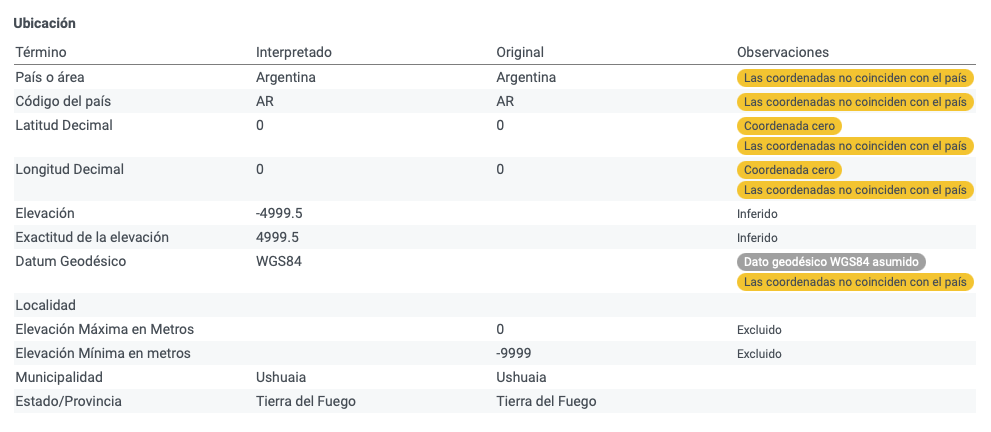 Ubicación
Término Interpretado Original Observaciones
País o área Argentina Argentina Las coordenadas no coinciden con el país
Código del país AR AR Las coordenadas no coinciden con el país
Latitud Decimal 0 0 Coordenada cero
Las coordenadas no coinciden con el país
Longitud Decimal 0 0 Coordenada cero
Las coordenadas no coinciden con el país
Elevación -4999.5 Inferido
Exactitud de la elevación 4999.5 Inferido
Datum Geodésico WGS84 Dato geodésico WGS84 asumido
Las coordenadas no coinciden con el país
Localidad
Elevación Máxima en Metros 0 Excluido
Elevación Mínima en metros -9999 Excluido
Municipalidad Ushuaia Ushuaia
Estado/Provincia Tierra del Fuego Tierra del Fuego